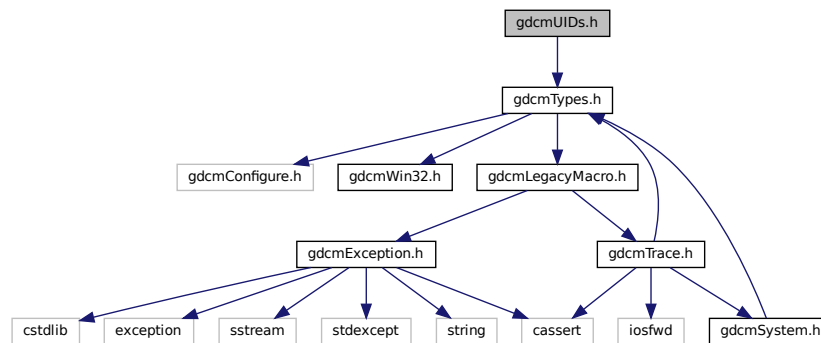 gdcmUIDs.h
gdcmTypes.h
gdcmConfigure.h
gdcmWin32.h
gdcmLegacyMacro.h
gdcmException.h
gdcmTrace.h
cstdlib
exception
sstream
stdexcept
string
cassert
iosfwd
gdcmSystem.h